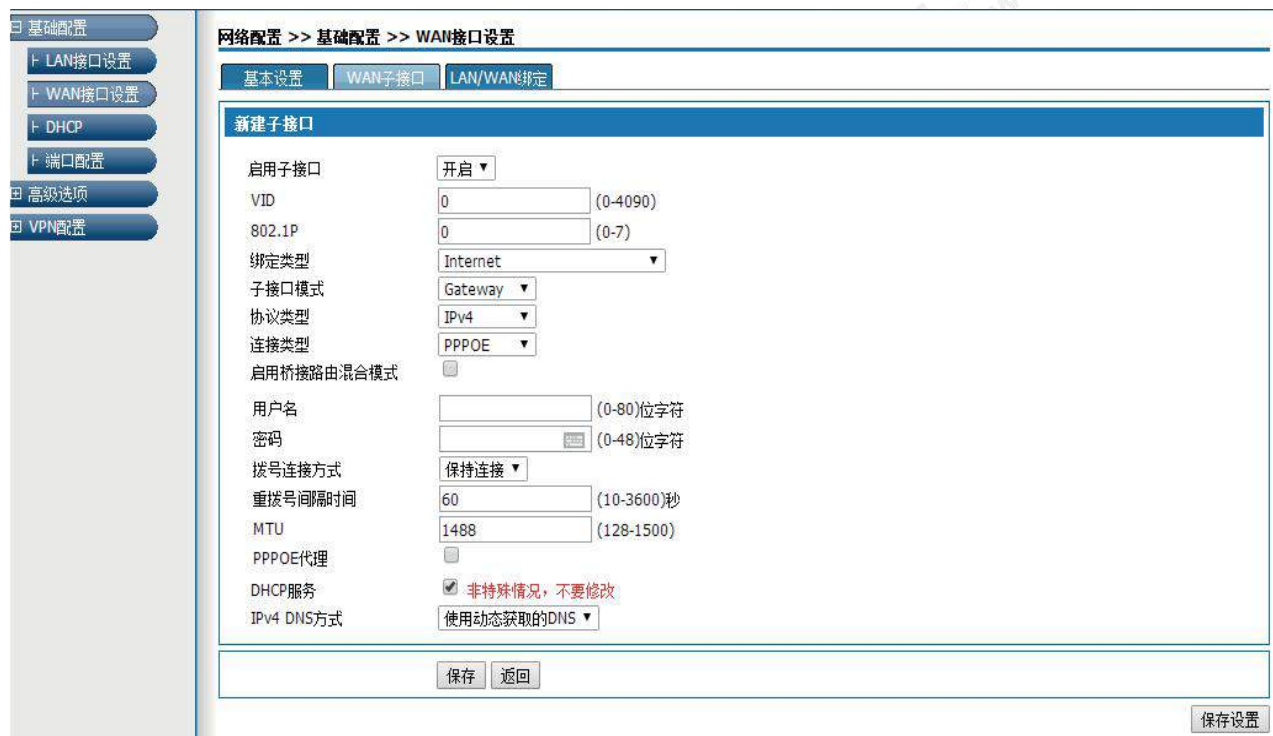 基础配置
LAN接口设置
WAN接口设置
DHCP
端口配置
高级选项
VPN配置
网络配置 >> 基础配置 >> WAN接口设置
基本设置 WAN子接口 LAN/WAN绑定
新建子接口
启用子接口 开启
VID 0 (0-4090)
802.1P 0 (0-7)
绑定类型 Internet
子接口模式 Gateway
协议类型 IPv4
连接类型 PPPOE
启用桥接路由混合模式
用户名 (0-80)位字符
密码 (0-48)位字符
拨号连接方式 保持连接
重拨号间隔时间 60 (10-3600)秒
MTU 1488 (128-1500)
PPPOE代理
DHCP服务 非特殊情况，不要修改
IPv4 DNS方式 使用动态获取的DNS
保存 返回
保存设置